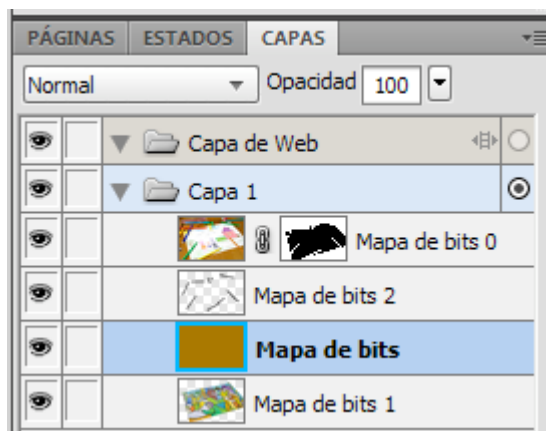 PÁGINAS ESTADOS CAPAS
Normal Opacidad 100
Capa de Web
Capa 1
Mapa de bits 0
Mapa de bits 2
Mapa de bits
Mapa de bits 1